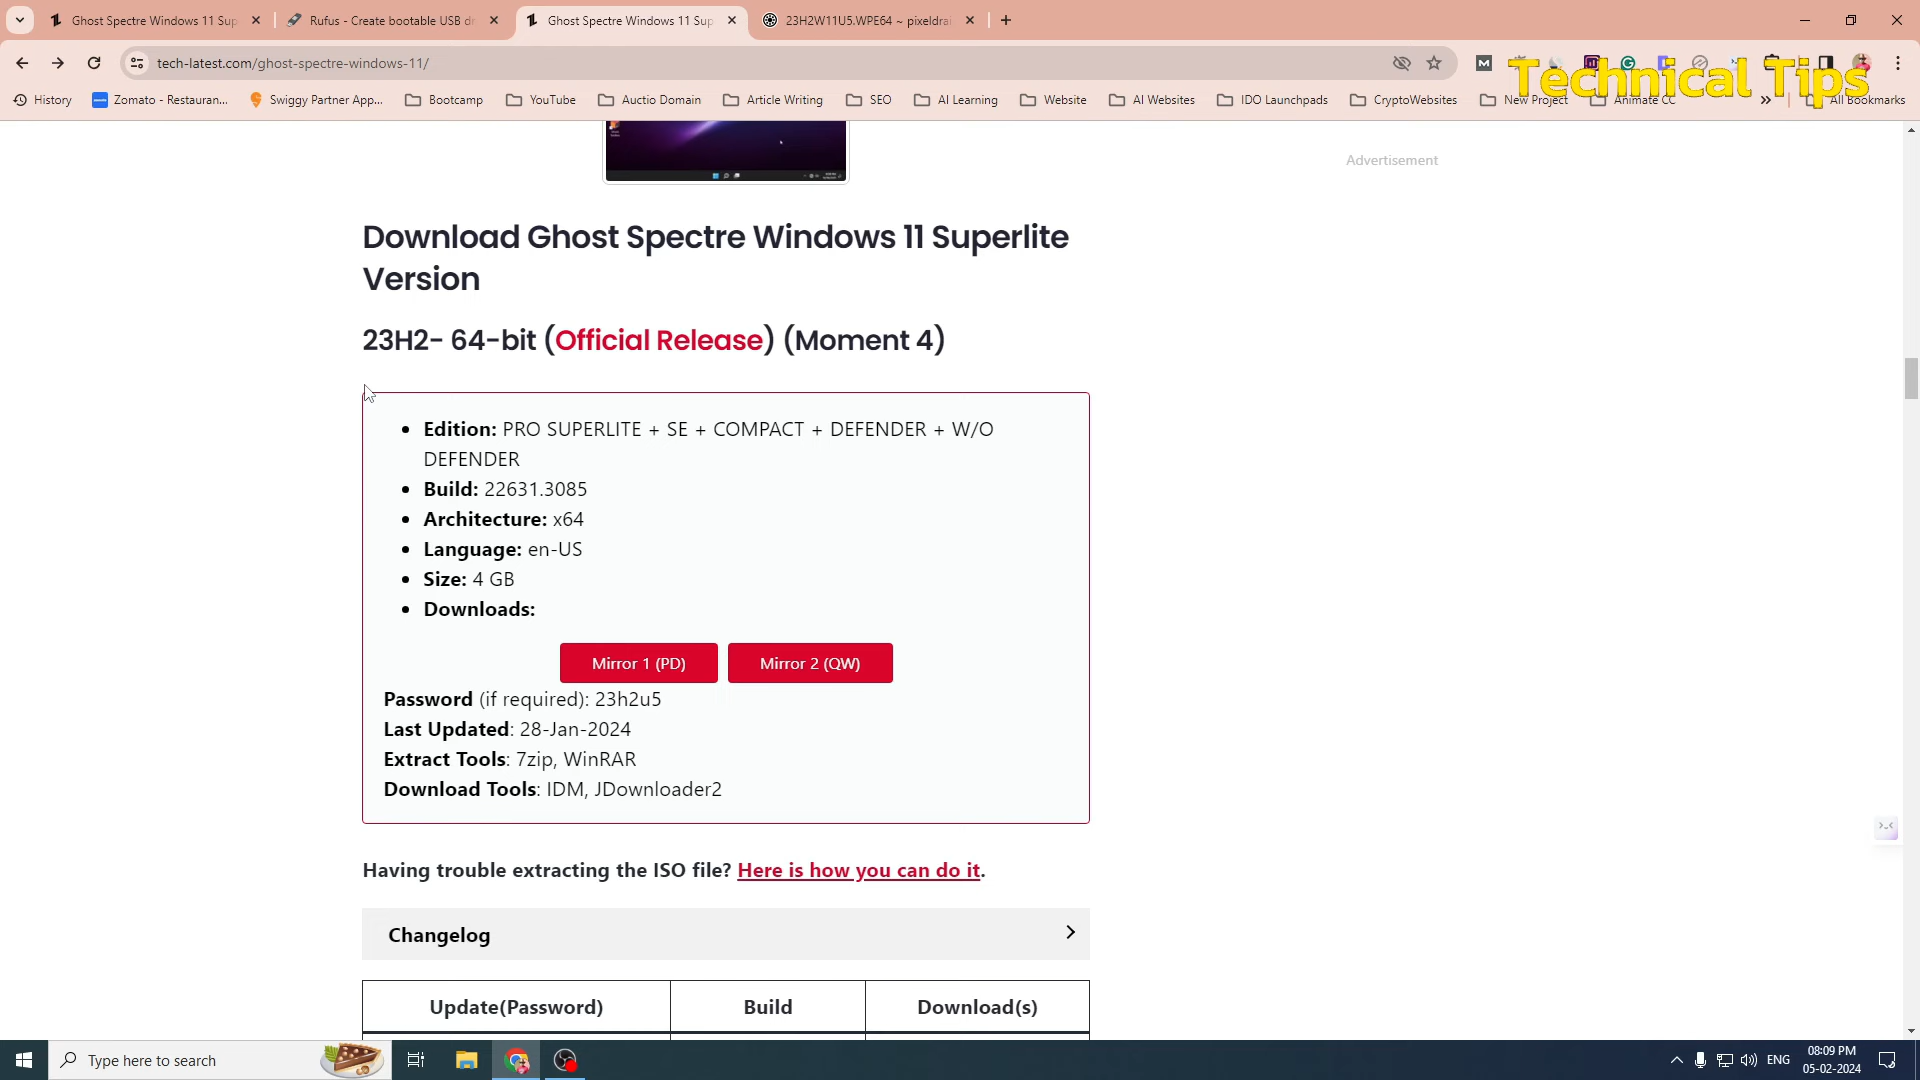 Ghost Spectre Windows 11 Sup
Rufus - Create bootable USB dr
Ghost Spectre Windows 11 Sup
23H2W11U5.WPE64 ~ pixeldrai
tech-latest.com/ghost-spectre-windows-11/
Technical Tips
History
Zomato - Restauran...
Swiggy Partner App...
Bootcamp
YouTube
Auctio Domain
Article Writing
SEO
AI Learning
Website
AI Websites
IDO Launchpads
CryptoWebsites
New Project
Animate CC
All Bookmarks
Advertisement
Download Ghost Spectre Windows 11 Superlite
Version
23H2- 64-bit (Official Release) (Moment 4)
Edition: PRO SUPERLITE + SE + COMPACT + DEFENDER + W/O
DEFENDER
Build: 22631.3085
Architecture: x64
Language: en-US
Size: 4 GB
Downloads:
Mirror 1 (PD)
Mirror 2 (QW)
Password (if required): 23h2u5
Last Updated: 28-Jan-2024
Extract Tools: 7zip, WinRAR
Download Tools: IDM, JDownloader2
Having trouble extracting the ISO file? Here is how you can do it.
Changelog
Update(Password)
Build
Download(s)
Type here to search
ENG
08:09 PM
05-02-2024